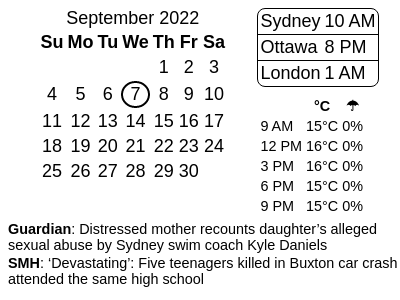 September 2022
Su Mo Tu We Th Fr Sa
1 2 3
4 5 6 7 8 9 10
11 12 13 14 15 16 17
18 19 20 21 22 23 24
25 26 27 28 29 30
Sydney 10 AM
Ottawa 8 PM
London 1 AM
°C ☂
9 AM 15°C 0%
12 PM 16°C 0%
3 PM 16°C 0%
6 PM 15°C 0%
9 PM 15°C 0%
Guardian: Distressed mother recounts daughter’s alleged
sexual abuse by Sydney swim coach Kyle Daniels
SMH: ‘Devastating’: Five teenagers killed in Buxton car crash
attended the same high school